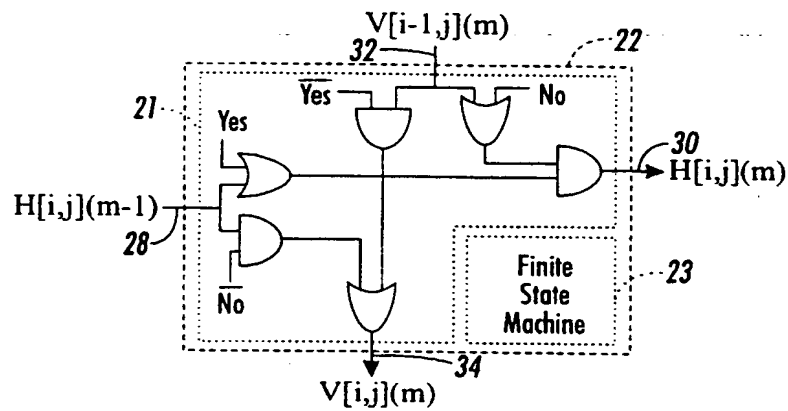 V[i-1,j](m)
32
22
Yes
No
21
Yes
30
H[i,j](m)
H[i,j](m-1)
28
No
Finite
State
Machine
23
34
V[i,j](m)